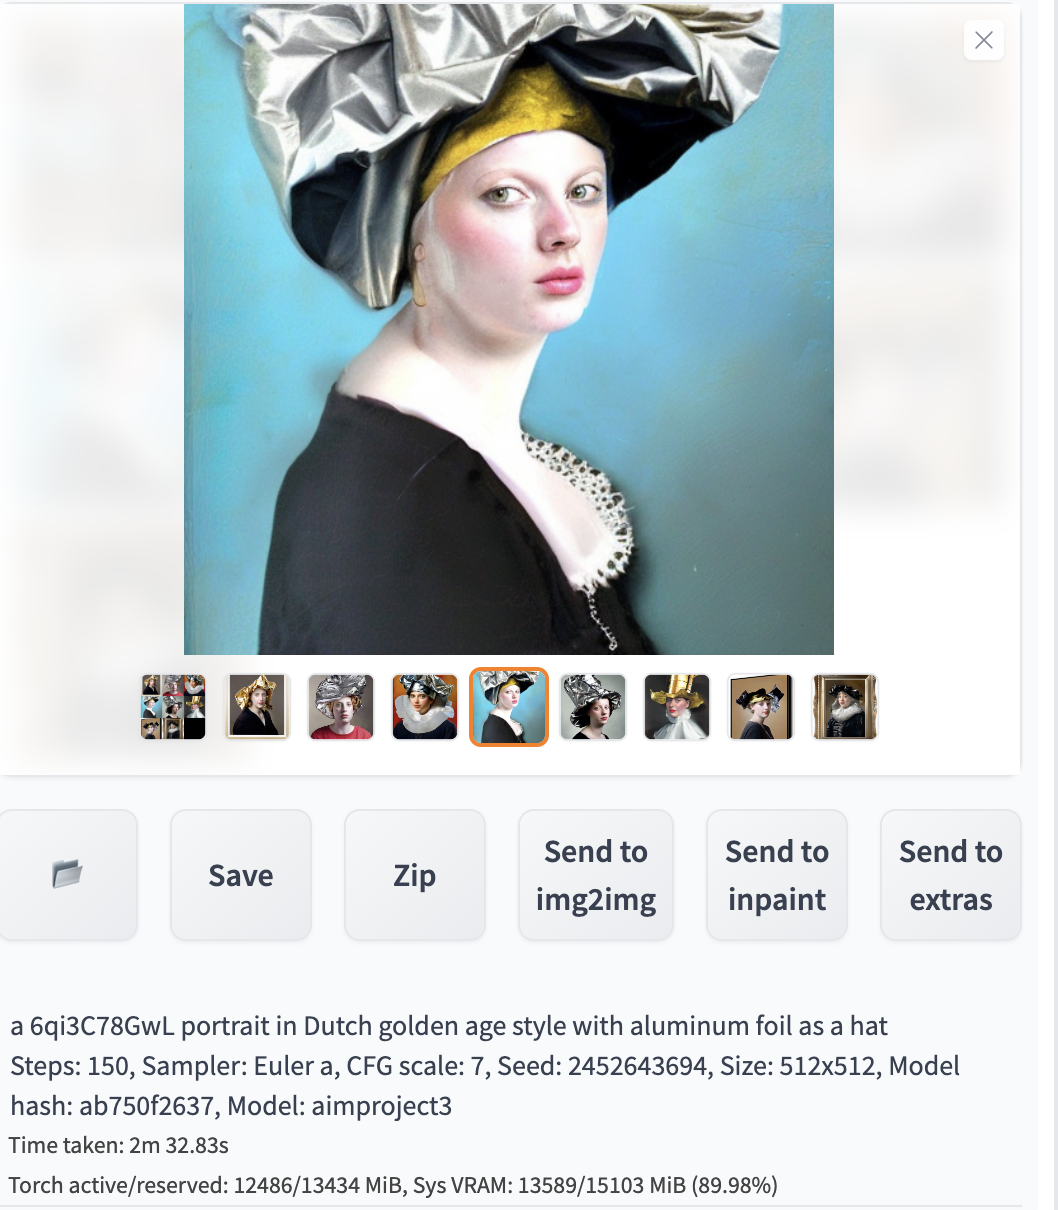 Save
Zip
Send to
img2img
Send to
inpaint
Send to
extras
a 6qi3C78GwL portrait in Dutch golden age style with aluminum foil as a hat
Steps: 150, Sampler: Euler a, CFG scale: 7, Seed: 2452643694, Size: 512x512, Model
hash: ab750f2637, Model: aimproject3
Time taken: 2m 32.83s
Torch active/reserved: 12486/13434 MiB, Sys VRAM: 13589/15103 MiB (89.98%)